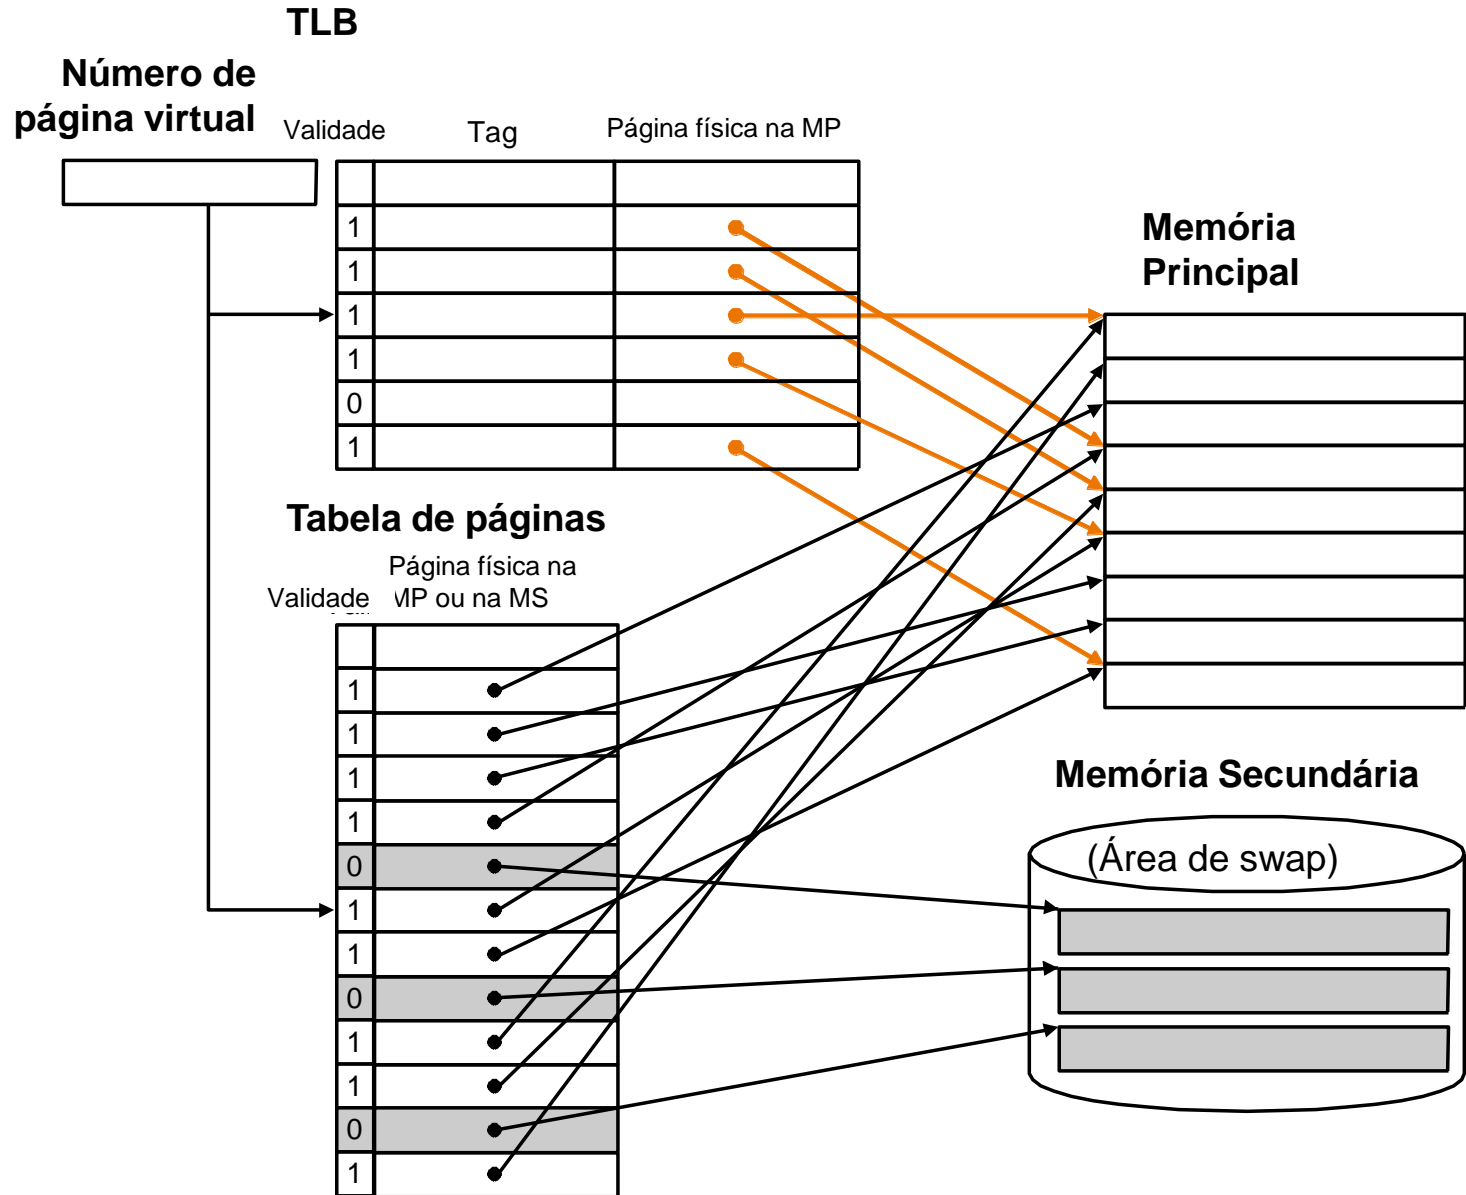 TLB
Número de
página virtual
Validade
Tag
Página física na MP
1
1
1
1
0
1
Memória
Principal
Tabela de páginas
Página física na
Validade
MP ou na MS
1
1
1
1
0
1
1
0
1
1
0
1
Memória Secundária
(Área de swap)